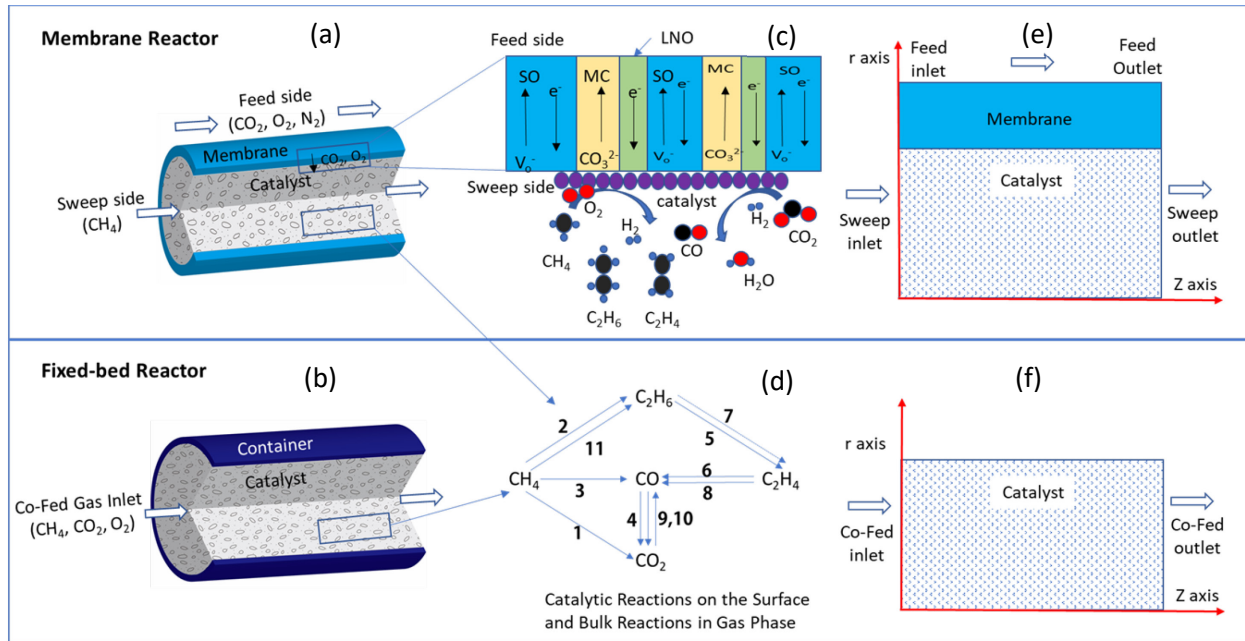 Membrane Reactor
(a)
Feed side
(CO₂, O₂, N₂)
Membrane
CO₂, O₂
Catalyst
Sweep side
(CH₄)
(c)
Feed side
LNO
SO
MC
SO
MC
SO
e⁻
e⁻
e⁻
e⁻
e⁻
Vₒ⁻
CO₃²⁻
Vₒ⁻
CO₃²⁻
Vₒ⁻
Sweep side
catalyst
O₂
H₂
H₂
CO₂
CH₄
CO
H₂O
C₂H₆
C₂H₄
(e)
r axis
Feed
inlet
Feed
Outlet
Membrane
Catalyst
Sweep
inlet
Sweep
outlet
Z axis
Fixed-bed Reactor
(b)
Container
Catalyst
Co-Fed Gas Inlet
(CH₄, CO₂, O₂)
(d)
C₂H₆
2
11
7
5
CH₄
3
CO
6
8
C₂H₄
1
4
9,10
CO₂
Catalytic Reactions on the Surface
and Bulk Reactions in Gas Phase
(f)
r axis
Catalyst
Co-Fed
inlet
Co-Fed
outlet
Z axis